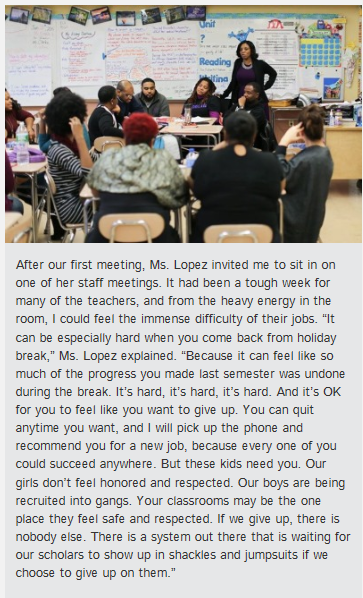 Unit
?
Reading
Writing
After our first meeting, Ms. Lopez invited me to sit in on
one of her staff meetings. It had been a tough week for
many of the teachers, and from the heavy energy in the
room, I could feel the immense difficulty of their jobs. “It
can be especially hard when you come back from holiday
break,” Ms. Lopez explained. “Because it can feel like so
much of the progress you made last semester was undone
during the break. It’s hard, it’s hard, it’s hard. And it’s OK
for you to feel like you want to give up. You can quit
anytime you want, and I will pick up the phone and
recommend you for a new job, because every one of you
could succeed anywhere. But these kids need you. Our
girls don’t feel honored and respected. Our boys are being
recruited into gangs. Your classrooms may be the one
place they feel safe and respected. If we give up, there is
nobody else. There is a system out there that is waiting for
our scholars to show up in shackles and jumpsuits if we
choose to give up on them.”